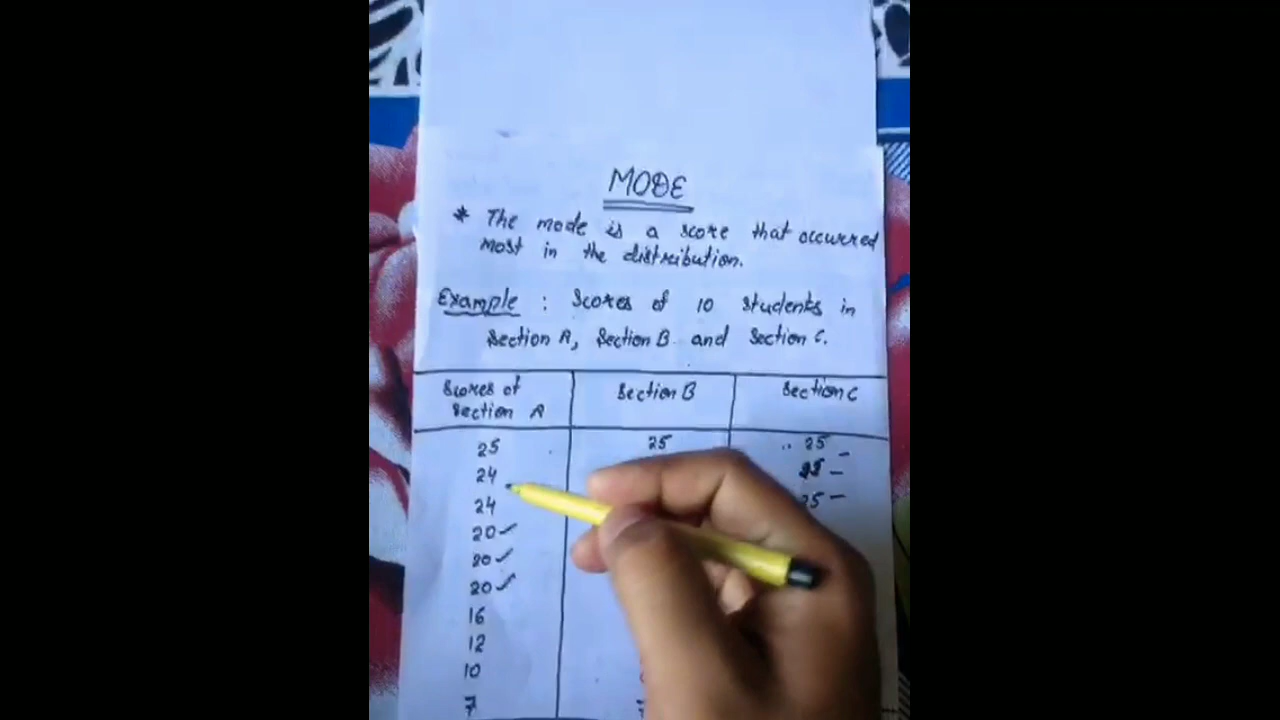 MODE
* The mode is a score that occurred
most in the distribution.
Example : Scores of 10 students in
Section A, Section B and Section C.
Scores of Section B Section C
Section A
25 25 25
24
24 25
20
20
20
16
12
10
7